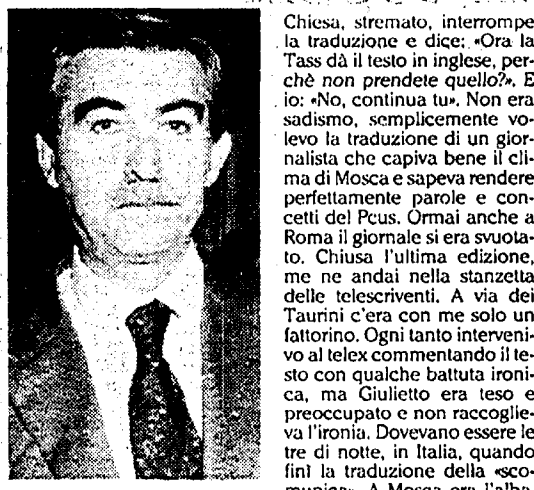 Chiesa, stremato, interrompe
la traduzione e dice: «Ora la
Tass dà il testo in inglese, per-
chè non prendete quello?». E
io: «No, continua tu». Non era
sadismo, semplicemente vo-
levo la traduzione di un gior-
nalista che capiva bene il cli-
ma di Mosca e sapeva rendere
perfettamente parole e con-
cetti del Pcus. Ormai anche a
Roma il giornale si era svuota-
to. Chiusa l'ultima edizione,
me ne andai nella stanzetta
delle telescriventi. A via dei
Taurini c'era con me solo un
fattorino. Ogni tanto interveni-
vo al telex commentando il te-
sto con qualche battuta ironi-
ca, ma Giulietto era teso e
preoccupato e non raccoglie-
va l'ironia. Dovevano essere le
tre di notte, in Italia, quando
finì la traduzione della «sco-
munica». A Mosca era l'alba